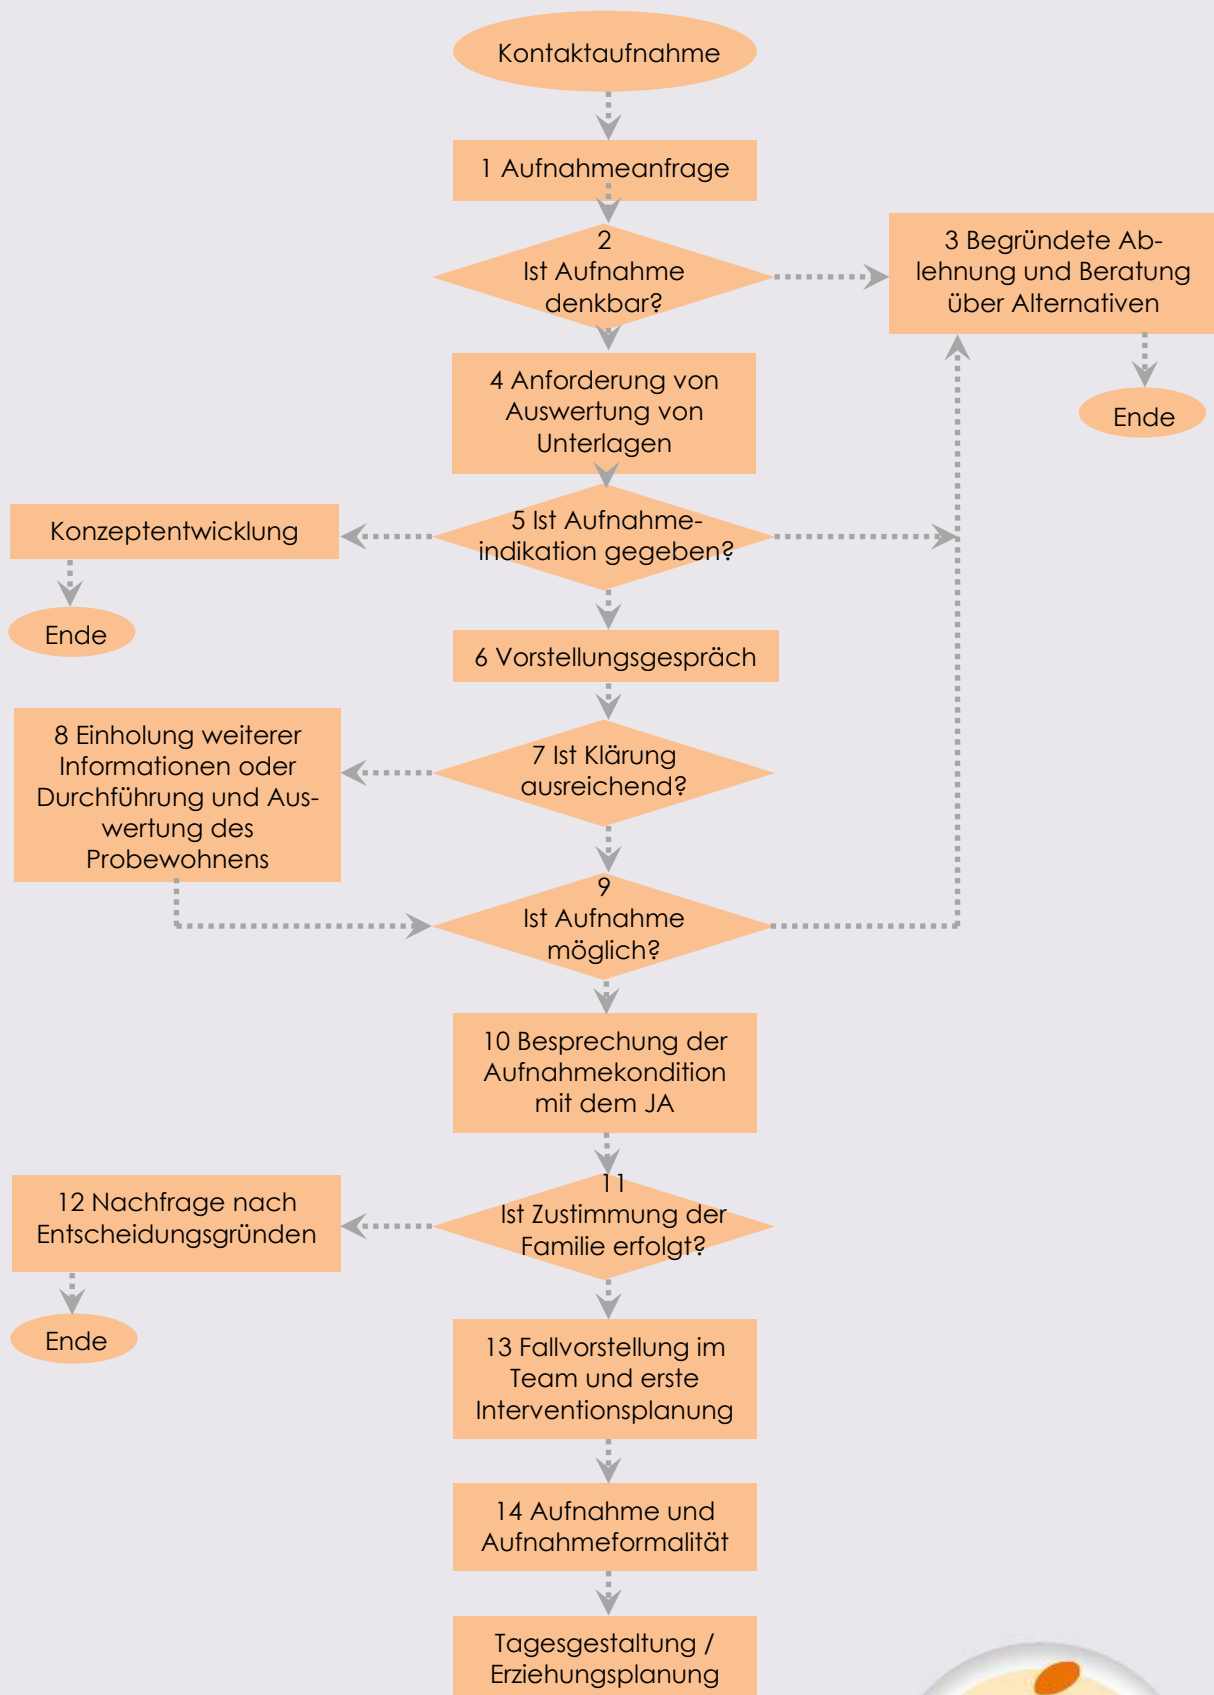 Kontaktaufnahme
1 Aufnahmeanfrage
2
Ist Aufnahme
denkbar?
3 Begründete Ab-
lehnung und Beratung
über Alternativen
Ende
4 Anforderung von
Auswertung von
Unterlagen
5 Ist Aufnahme-
indikation gegeben?
Konzeptentwicklung
Ende
6 Vorstellungsgespräch
7 Ist Klärung
ausreichend?
8 Einholung weiterer
Informationen oder
Durchführung und Aus-
wertung des
Probewohnens
9
Ist Aufnahme
möglich?
10 Besprechung der
Aufnahmekondition
mit dem JA
11
Ist Zustimmung der
Familie erfolgt?
12 Nachfrage nach
Entscheidungsgründen
Ende
13 Fallvorstellung im
Team und erste
Interventionsplanung
14 Aufnahme und
Aufnahmeformalität
Tagesgestaltung /
Erziehungsplanung